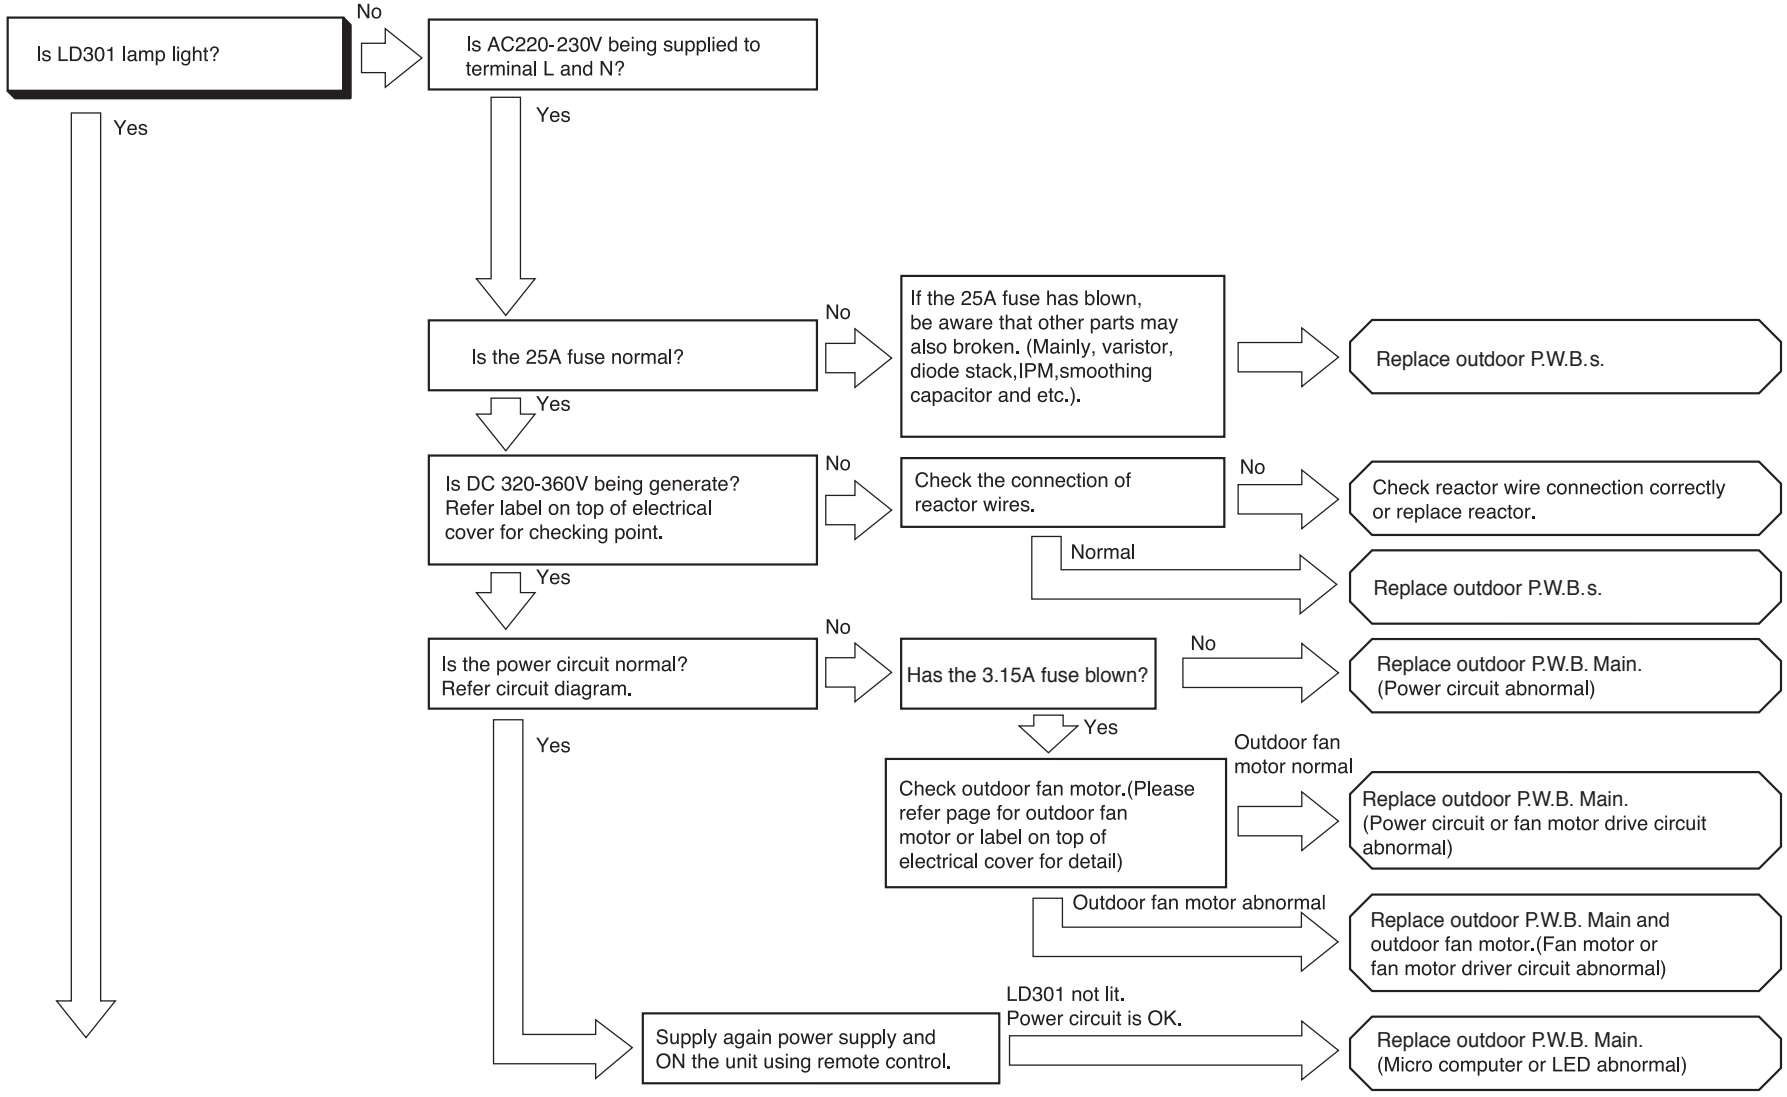 No
Is LD301 lamp light?
Is AC220-230V being supplied to
terminal L and N?
Yes
Yes
Is the 25A fuse normal?
No
If the 25A fuse has blown,
be aware that other parts may
also broken. (Mainly, varistor,
diode stack,IPM,smoothing
capacitor and etc.).
Replace outdoor P.W.B.s.
Yes
Is DC 320-360V being generate?
Refer label on top of electrical
cover for checking point.
No
Check the connection of
reactor wires.
No
Check reactor wire connection correctly
or replace reactor.
Normal
Replace outdoor P.W.B.s.
Yes
Is the power circuit normal?
Refer circuit diagram.
No
Has the 3.15A fuse blown?
No
Replace outdoor P.W.B. Main.
(Power circuit abnormal)
Yes
Yes
Check outdoor fan motor.(Please
refer page for outdoor fan
motor or label on top of
electrical cover for detail)
Outdoor fan
motor normal
Replace outdoor P.W.B. Main.
(Power circuit or fan motor drive circuit
abnormal)
Outdoor fan motor abnormal
Replace outdoor P.W.B. Main and
outdoor fan motor.(Fan motor or
fan motor driver circuit abnormal)
Supply again power supply and
ON the unit using remote control.
LD301 not lit.
Power circuit is OK.
Replace outdoor P.W.B. Main.
(Micro computer or LED abnormal)